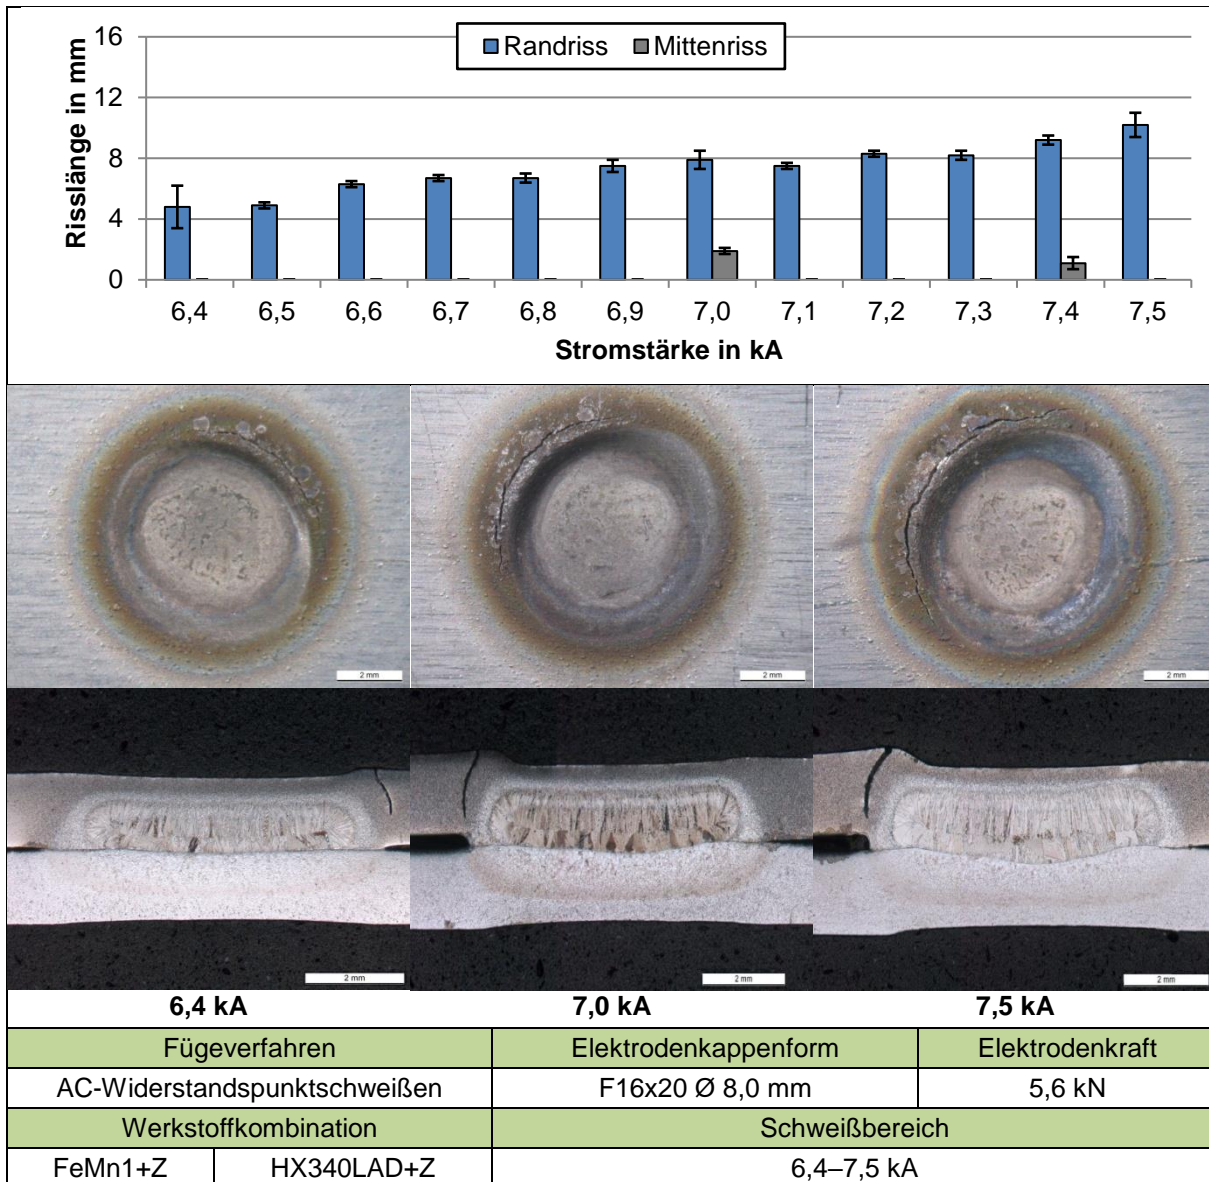 Randriss Mittenriss
Risslänge in mm
16
12
8
4
0
6,4 6,5 6,6 6,7 6,8 6,9 7,0 7,1 7,2 7,3 7,4 7,5
Stromstärke in kA
2 mm 2 mm 2 mm
2 mm 2 mm 2 mm
6,4 kA 7,0 kA 7,5 kA
Fügeverfahren Elektrodenkappenform Elektrodenkraft
AC-Widerstandspunktschweißen F16x20 Ø 8,0 mm 5,6 kN
Werkstoffkombination Schweißbereich
FeMn1+Z HX340LAD+Z 6,4–7,5 kA